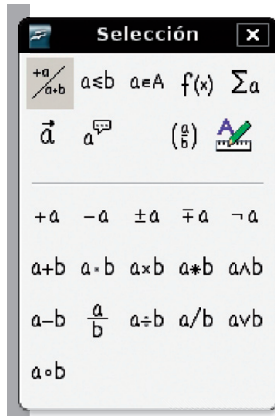 Selección
+a/a+b a≤b a∈A f(x) Σa
a⃗ a (a/b)
+a −a ±a ∓a ¬a
a+b a·b a×b a∗b a∧b
a−b a/b a÷b a/b a∨b
a∘b